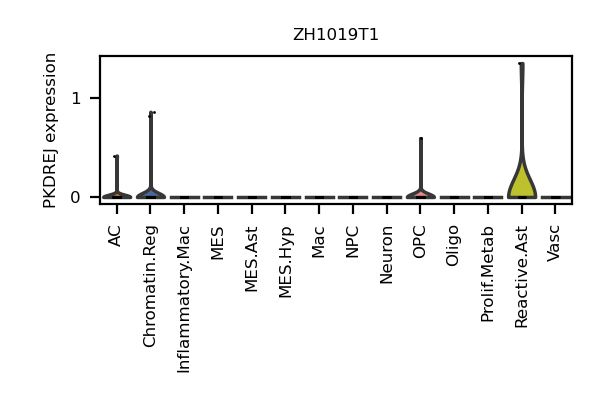 ZH1019T1
PKDREJ expression
1
0
AC
Chromatin.Reg
Inflammatory.Mac
MES
MES.Ast
MES.Hyp
Mac
NPC
Neuron
OPC
Oligo
Prolif.Metab
Reactive.Ast
Vasc